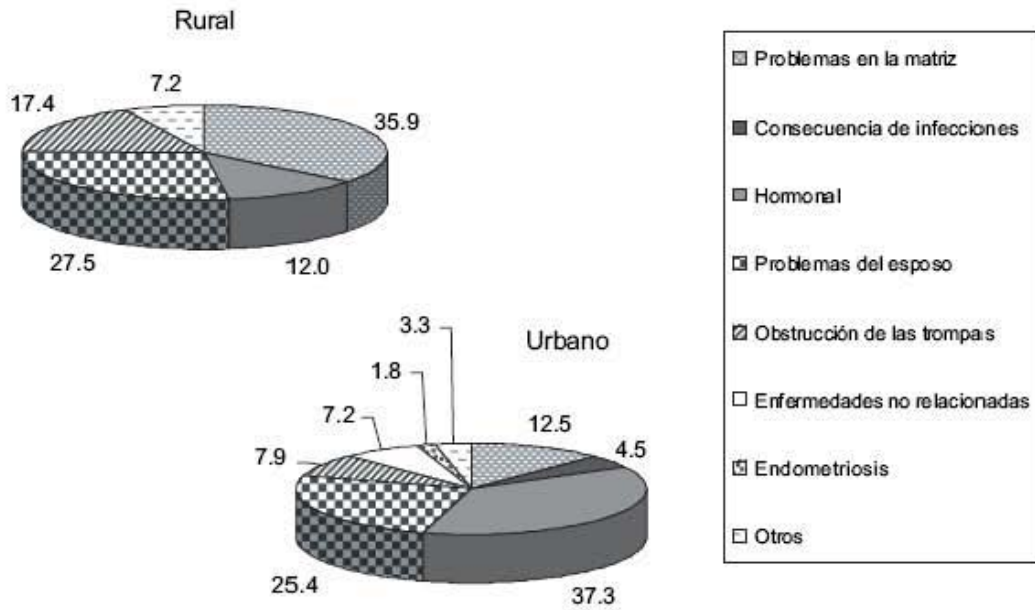 Rural
7.2
17.4
35.9
27.5
12.0
Urbano
3.3
1.8
7.2
7.9
12.5
4.5
25.4
37.3
Problemas en la matriz
Consecuencia de infecciones
Hormonal
Problemas del esposo
Obstrucción de las trompas
Enfermedades no relacionadas
Endometriosis
Otros